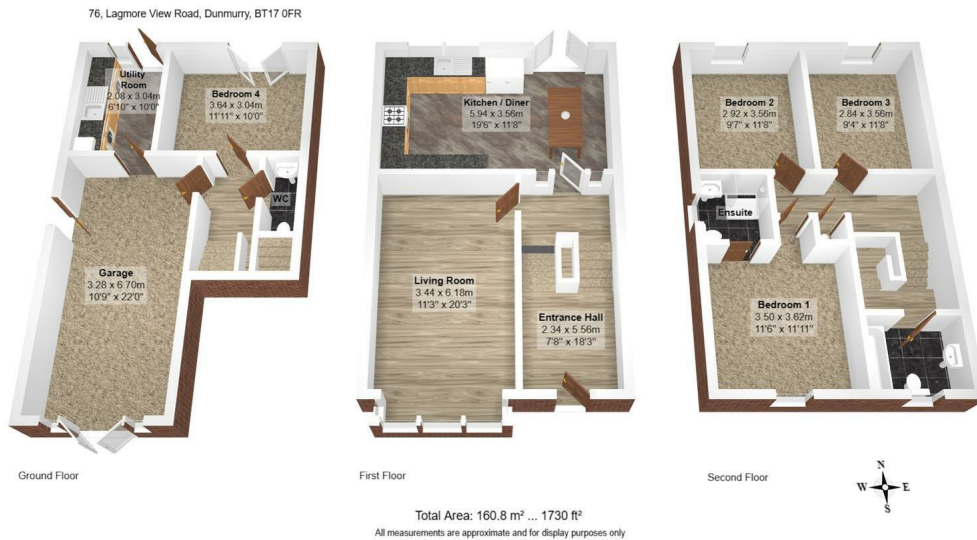 76, Lagmore View Road, Dunmurry, BT17 0FR
Utility
Room
2.08 x 3.04m
6'10" x 10'0"
Bedroom 4
3.64 x 3.04m
11'11" x 10'0"
WC
Garage
3.28 x 6.70m
10'9" x 22'0"
Kitchen / Diner
5.94 x 3.56m
19'6" x 11'8"
Living Room
3.44 x 6.18m
11'3" x 20'3"
Entrance Hall
2.34 x 5.56m
7'8" x 18'3"
Bedroom 2
2.92 x 3.56m
9'7" x 11'8"
Bedroom 3
2.84 x 3.56m
9'4" x 11'8"
Ensuite
Bedroom 1
3.50 x 3.62m
11'6" x 11'11"
Ground Floor
First Floor
Second Floor
N
W E
S
Total Area: 160.8 m² ... 1730 ft²
All measurements are approximate and for display purposes only